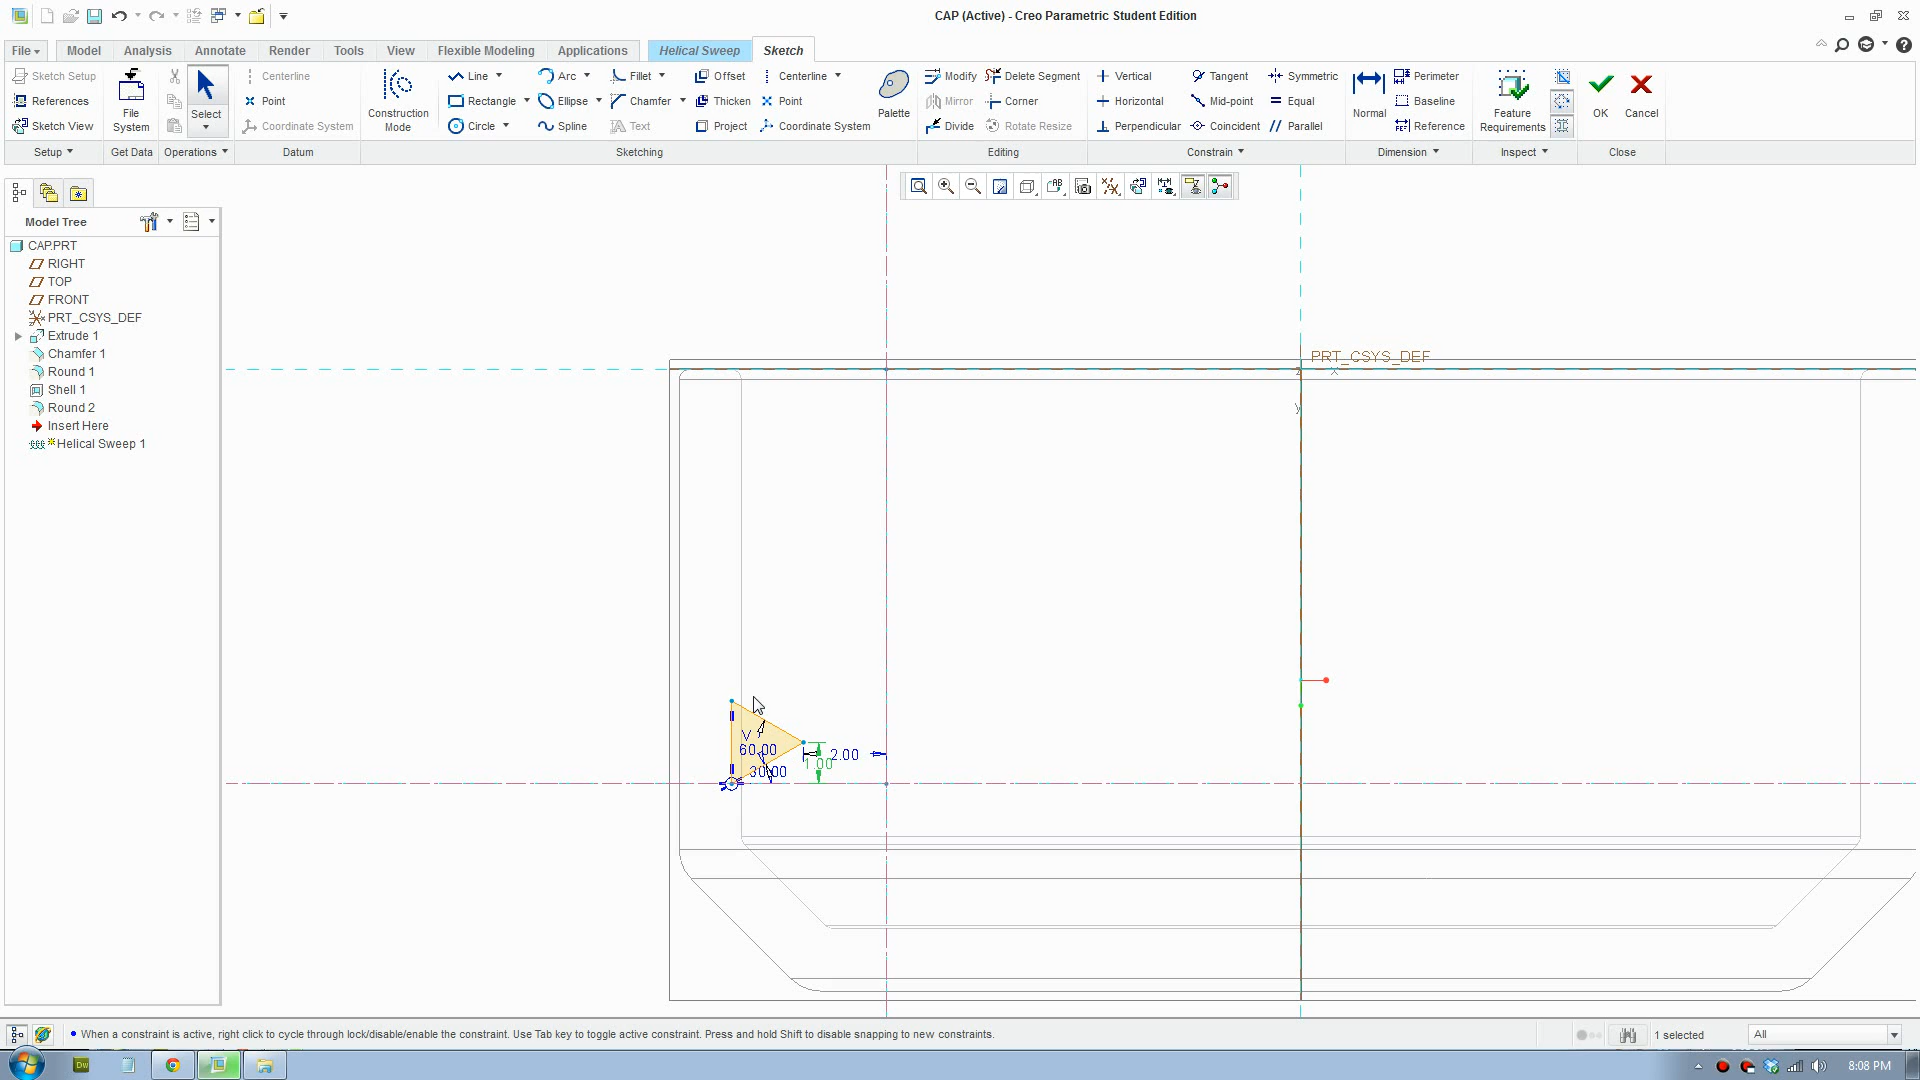 CAP (Active) - Creo Parametric Student Edition
File Model Analysis Annotate Render Tools View Flexible Modeling Applications Helical Sweep Sketch
Sketch Setup
References
Sketch View
Setup
File System
Get Data
Select
Operations
Centerline
Point
Coordinate System
Datum
Construction Mode
Line Arc Fillet Offset Centerline
Rectangle Ellipse Chamfer Thicken Point
Circle Spline Text Project Coordinate System
Palette
Sketching
Modify Delete Segment
Mirror Corner
Divide Rotate Resize
Editing
Vertical Tangent Symmetric
Horizontal Mid-point Equal
Perpendicular Coincident Parallel
Constrain
Normal
Perimeter
Baseline
Reference
Dimension
Feature Requirements
Inspect
OK
Cancel
Close
Model Tree
CAP.PRT
RIGHT
TOP
FRONT
PRT_CSYS_DEF
Extrude 1
Chamfer 1
Round 1
Shell 1
Round 2
Insert Here
Helical Sweep 1
PRT_CSYS_DEF
Z X
y
V
60.00
2.00
1.00
30.00
When a constraint is active, right click to cycle through lock/disable/enable the constraint. Use Tab key to toggle active constraint. Press and hold Shift to disable snapping to new constraints.
1 selected
All
Dw
8:08 PM